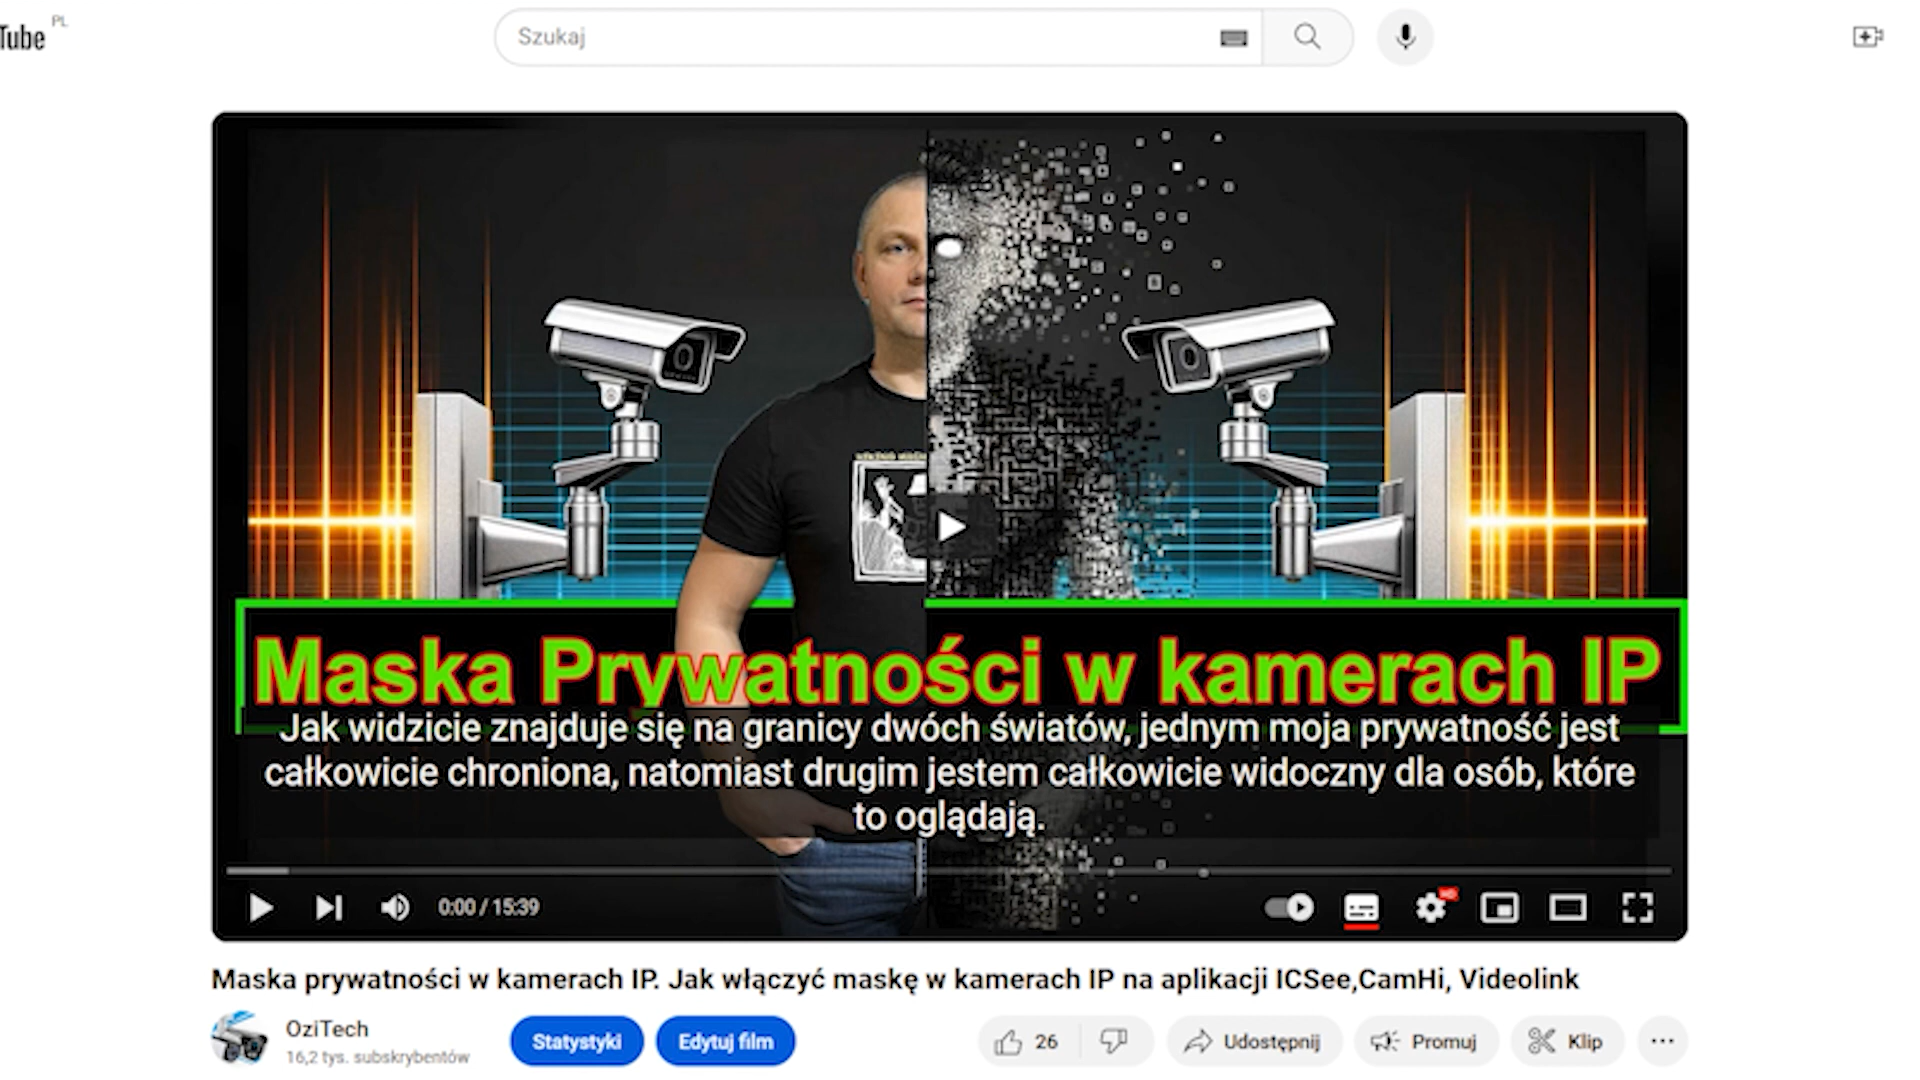 Tube PL
Szukaj
Maska Prywatności w kamerach IP
Jak widzicie znajduje się na granicy dwóch światów, jednym moja prywatność jest
całkowicie chroniona, natomiast drugim jestem całkowicie widoczny dla osób, które
to oglądają.
0:00 / 15:39
HD
Maska prywatności w kamerach IP. Jak włączyć maskę w kamerach IP na aplikacji ICSee,CamHi, Videolink
OziTech
16,2 tys. subskrybentów
Statystyki
Edytuj film
26
Udostępnij
Promuj
Klip